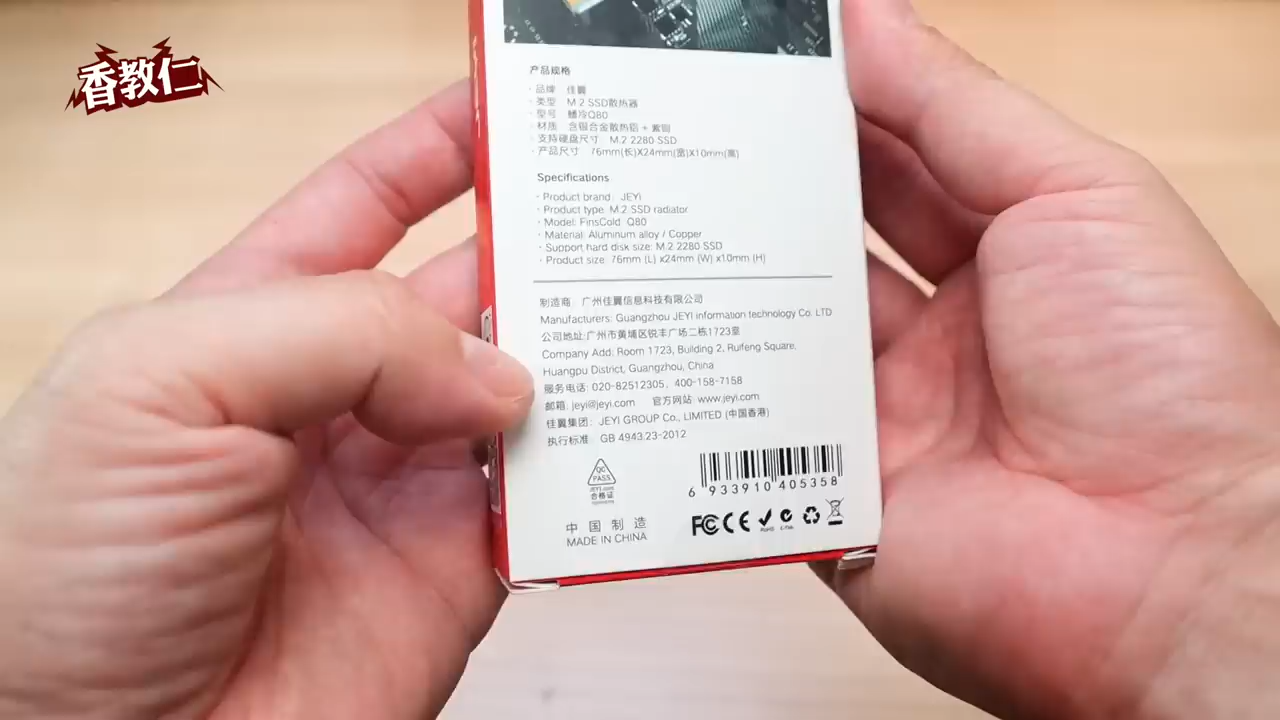 香教仁
产品规格
· 品牌 佳翼
· 类型 M.2 SSD散热器
· 型号 鳍冷Q80
· 材质 含银合金散热铝 + 紫铜
· 支持硬盘尺寸 M.2 2280 SSD
· 产品尺寸 76mm(长)X24mm(宽)X10mm(高)
Specifications
· Product brand: JEYI
· Product type: M.2 SSD radiator
· Model: FinsCold Q80
· Material: Aluminum alloy / Copper
· Support hard disk size: M.2 2280 SSD
· Product size: 76mm (L) x24mm (W) x10mm (H)
制造商: 广州佳翼信息科技有限公司
Manufacturers: Guangzhou JEYI information technology Co. LTD
公司地址:广州市黄埔区锐丰广场二栋1723室
Company Add: Room 1723, Building 2, Ruifeng Square,
Huangpu District, Guangzhou, China
服务电话: 020-82512305, 400-158-7158
邮箱: jeyi@jeyi.com 官方网站: www.jeyi.com
佳翼集团: JEYI GROUP Co., LIMITED (中国香港)
执行标准 GB 4943.23-2012
QC
PASS
JEYI.com
合格证
6 933910 405358
中国制造
MADE IN CHINA
FC CE RoHS